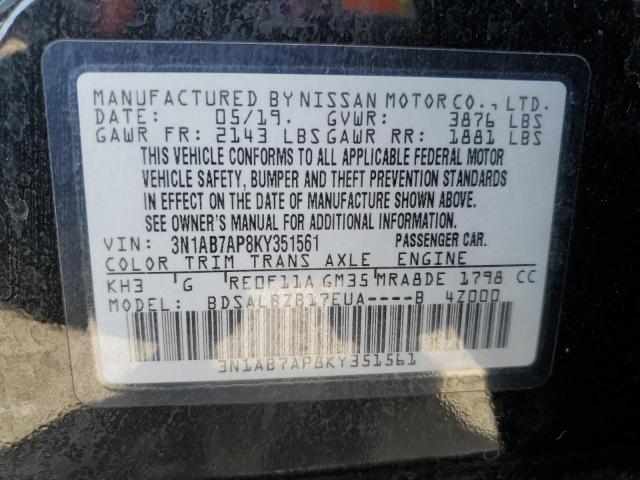 MANUFACTURED BY NISSAN MOTOR CO., LTD.
DATE: 05/19. GVWR: 3876 LBS
GAWR FR: 2143 LBS GAWR RR: 1881 LBS
THIS VEHICLE CONFORMS TO ALL APPLICABLE FEDERAL MOTOR
VEHICLE SAFETY, BUMPER AND THEFT PREVENTION STANDARDS
IN EFFECT ON THE DATE OF MANUFACTURE SHOWN ABOVE.
SEE OWNER'S MANUAL FOR ADDITIONAL INFORMATION.
VIN: 3N1AB7AP8KY351561 PASSENGER CAR.
COLOR TRIM TRANS AXLE ENGINE
KH3 G RE0F11A GM35 MRA8DE 1798 CC
MODEL: BDSALBZB17EUA----B 4Z000
3N1AB7AP8KY351561